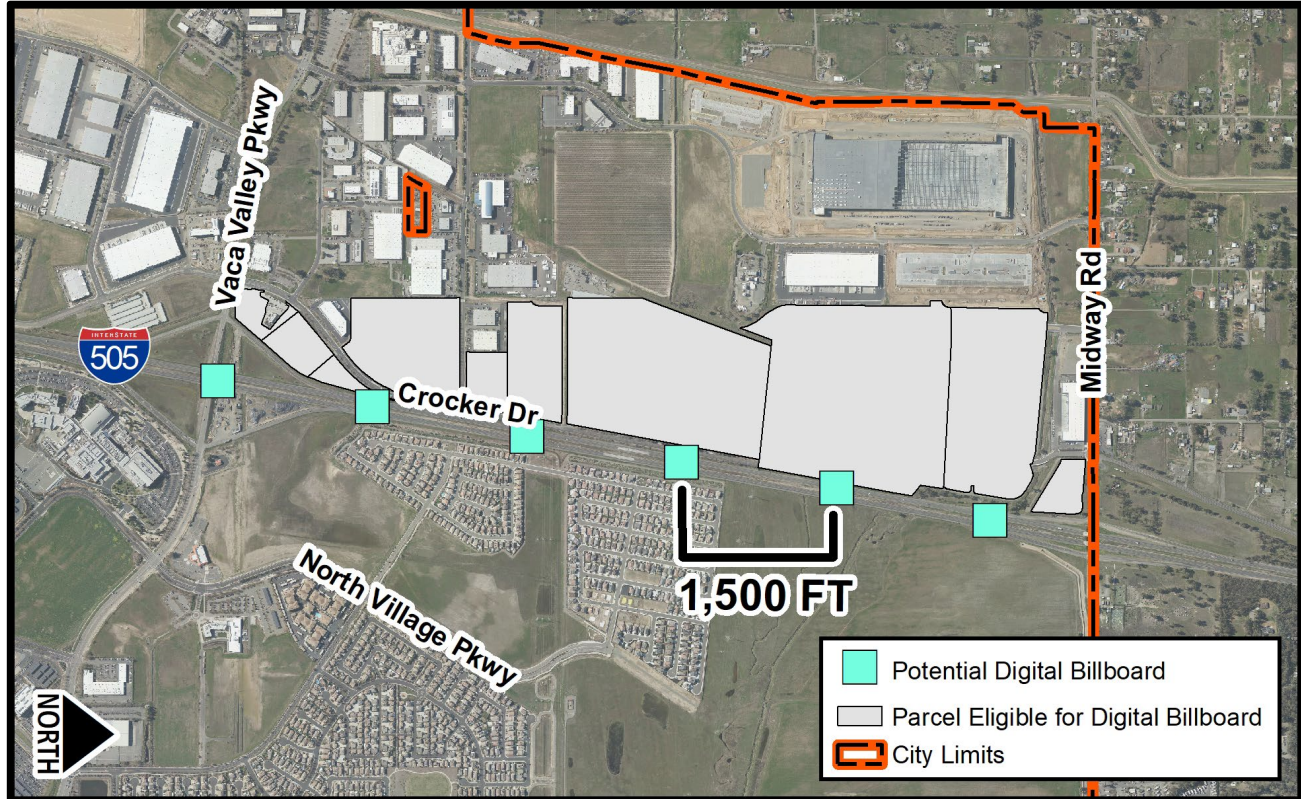 Vaca Valley Pkwy
INTERSTATE
505
Crocker Dr
Midway Rd
1,500 FT
North Village Pkwy
NORTH
Potential Digital Billboard
Parcel Eligible for Digital Billboard
City Limits